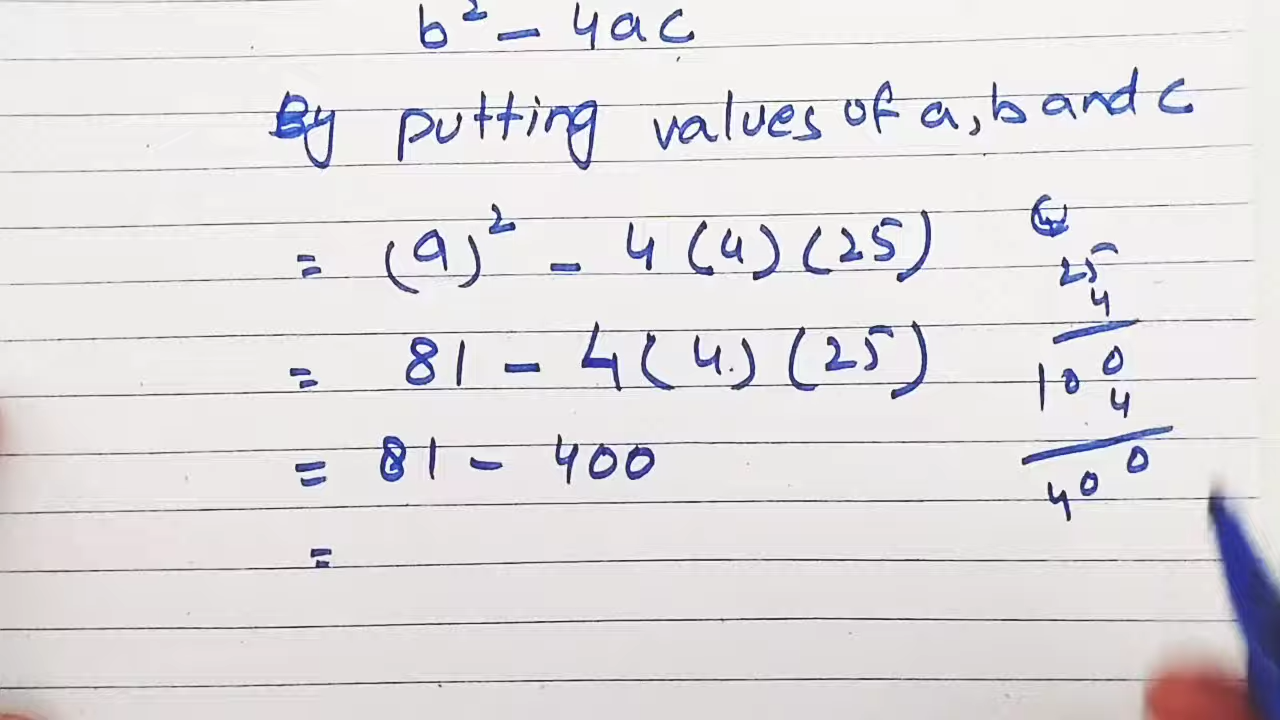 b² - 4ac
By putting values of a, b and c
= (9)² - 4(4)(25)
= 81 - 4(4)(25)
= 81 - 400
=
25
4
100
4
400